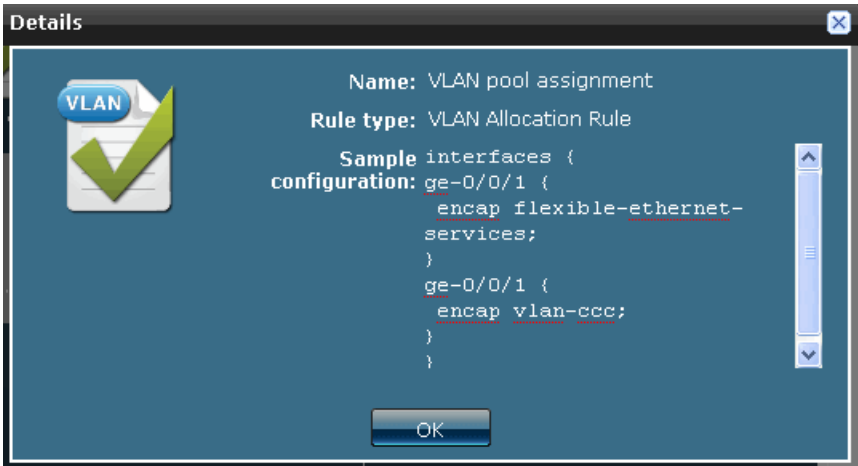 Details
VLAN
Name: VLAN pool assignment
Rule type: VLAN Allocation Rule
Sample configuration:
interfaces {
ge-0/0/1 {
encap flexible-ethernet-
services;
}
ge-0/0/1 {
encap vlan-ccc;
}
}
OK